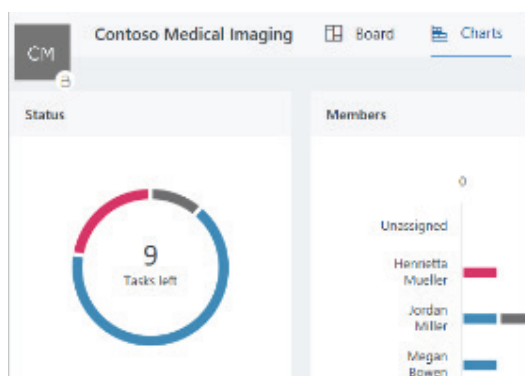 CM
B
Contoso Medical Imaging
Board
Charts
Status
9
Tasks left
Members
0
Unassigned
Henrietta
Mueller
Jordan
Miller
Megan
Bowen